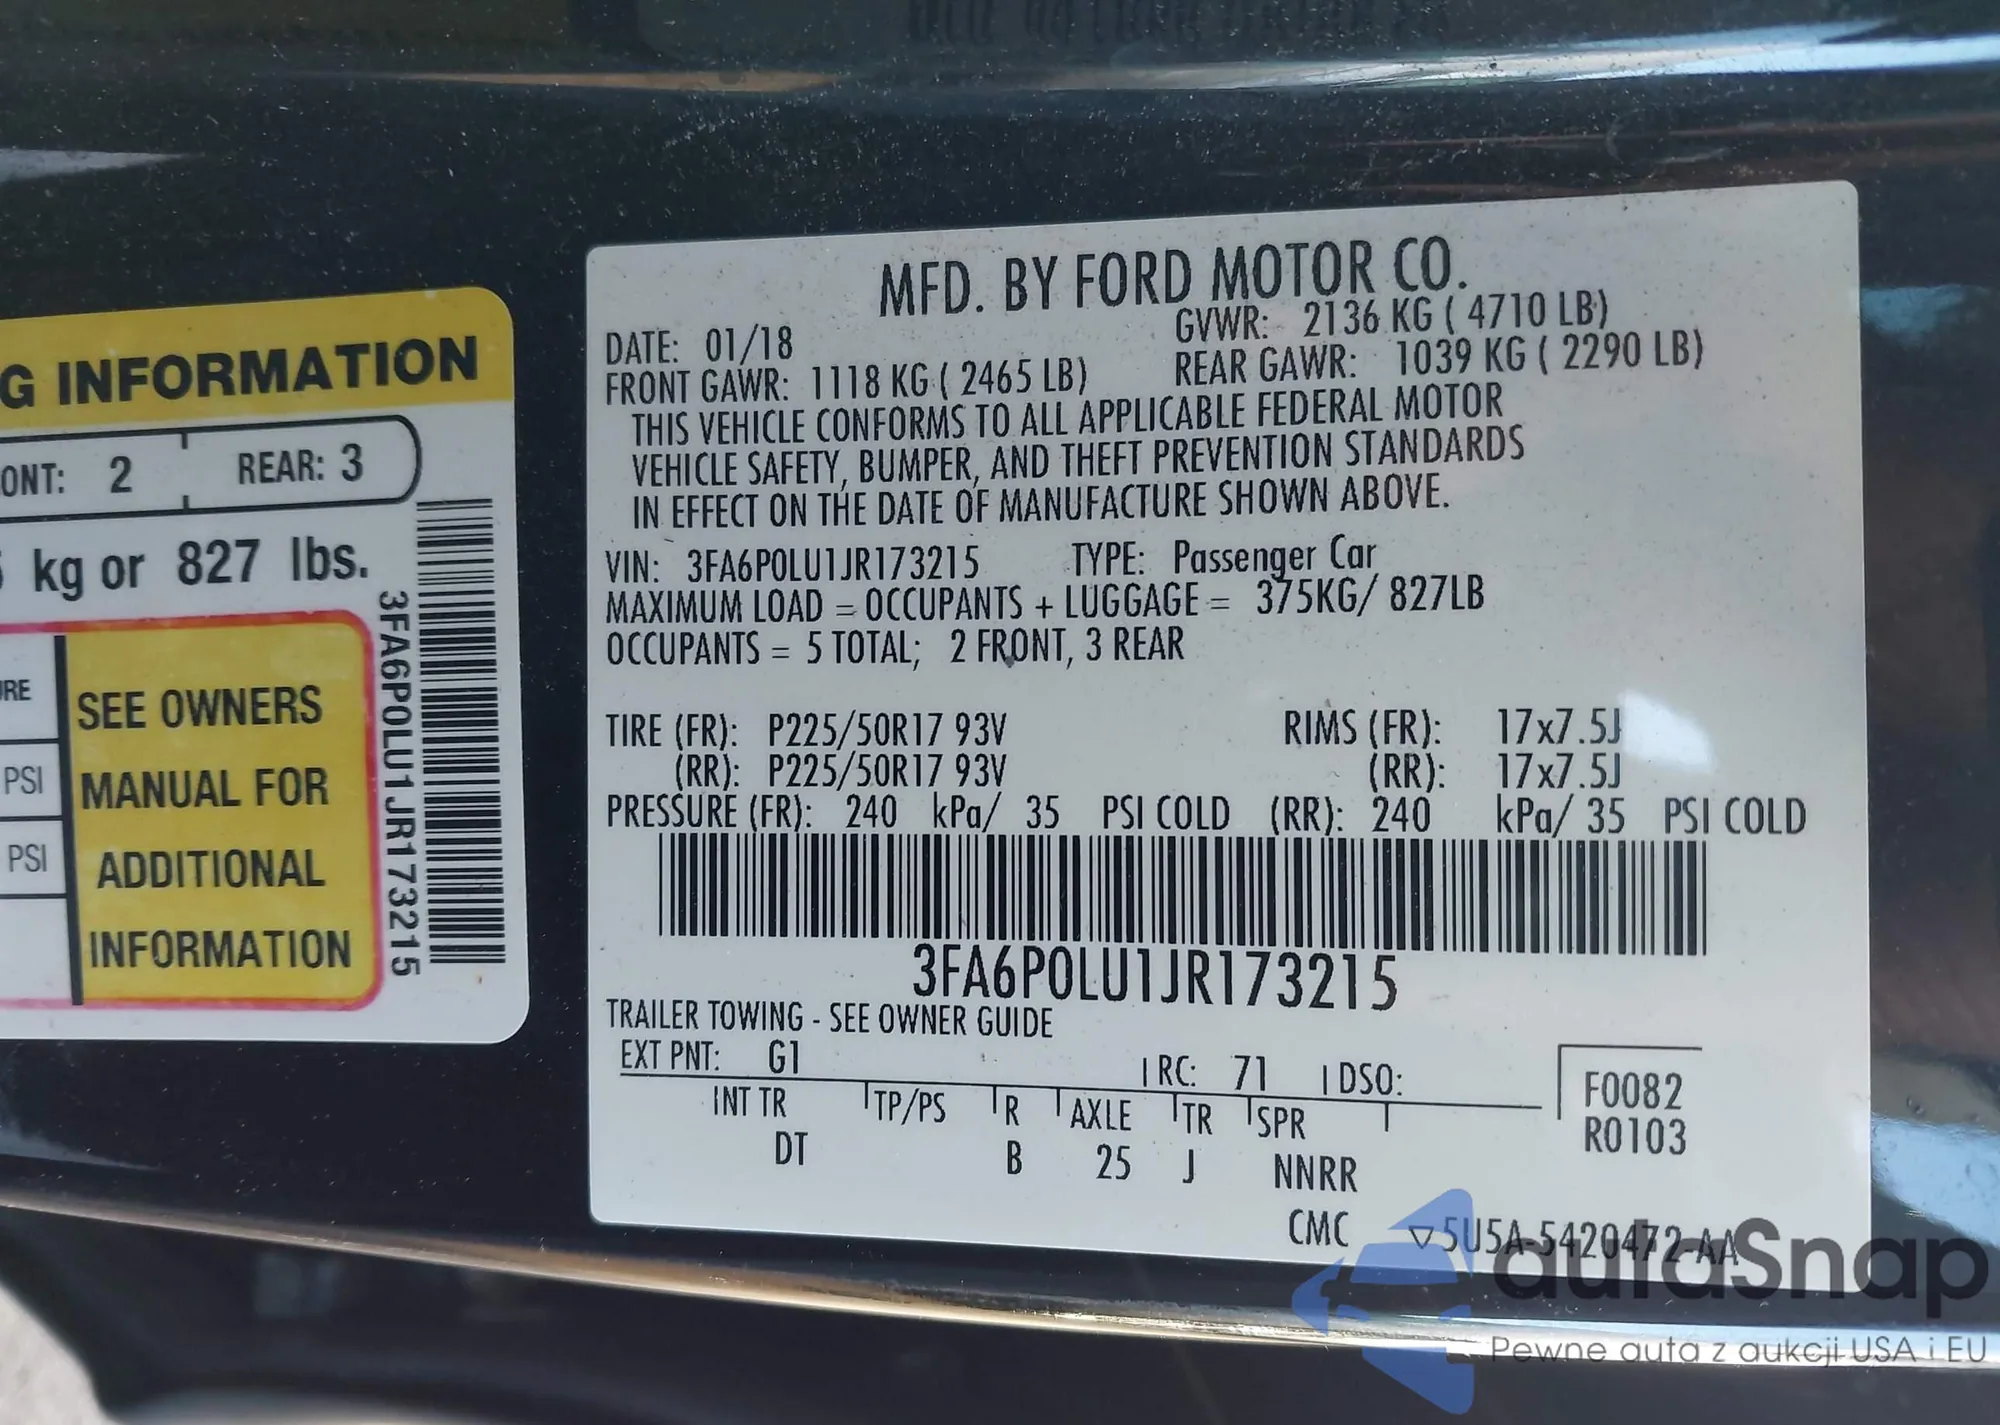 G INFORMATION
ONT: 2 REAR: 3
kg or 827 lbs.
URE
SEE OWNERS
PSI MANUAL FOR
PSI ADDITIONAL
INFORMATION
3FA6P0LU1JR173215
MFD. BY FORD MOTOR CO.
DATE: 01/18 GVWR: 2136 KG ( 4710 LB)
FRONT GAWR: 1118 KG ( 2465 LB) REAR GAWR: 1039 KG ( 2290 LB)
THIS VEHICLE CONFORMS TO ALL APPLICABLE FEDERAL MOTOR
VEHICLE SAFETY, BUMPER, AND THEFT PREVENTION STANDARDS
IN EFFECT ON THE DATE OF MANUFACTURE SHOWN ABOVE.
VIN: 3FA6P0LU1JR173215 TYPE: Passenger Car
MAXIMUM LOAD = OCCUPANTS + LUGGAGE = 375KG/ 827LB
OCCUPANTS = 5 TOTAL; 2 FRONT, 3 REAR
TIRE (FR): P225/50R17 93V RIMS (FR): 17x7.5J
(RR): P225/50R17 93V (RR): 17x7.5J
PRESSURE (FR): 240 kPa/ 35 PSI COLD (RR): 240 kPa/ 35 PSI COLD
3FA6P0LU1JR173215
TRAILER TOWING - SEE OWNER GUIDE
EXT PNT: G1 RC: 71 DSO:
INT TR TP/PS R AXLE TR SPR
DT B 25 J NNRR
F0082
R0103
CMC ▽5U5A-5420472-AA
autaSnap
Pewne auta z aukcji USA i EU